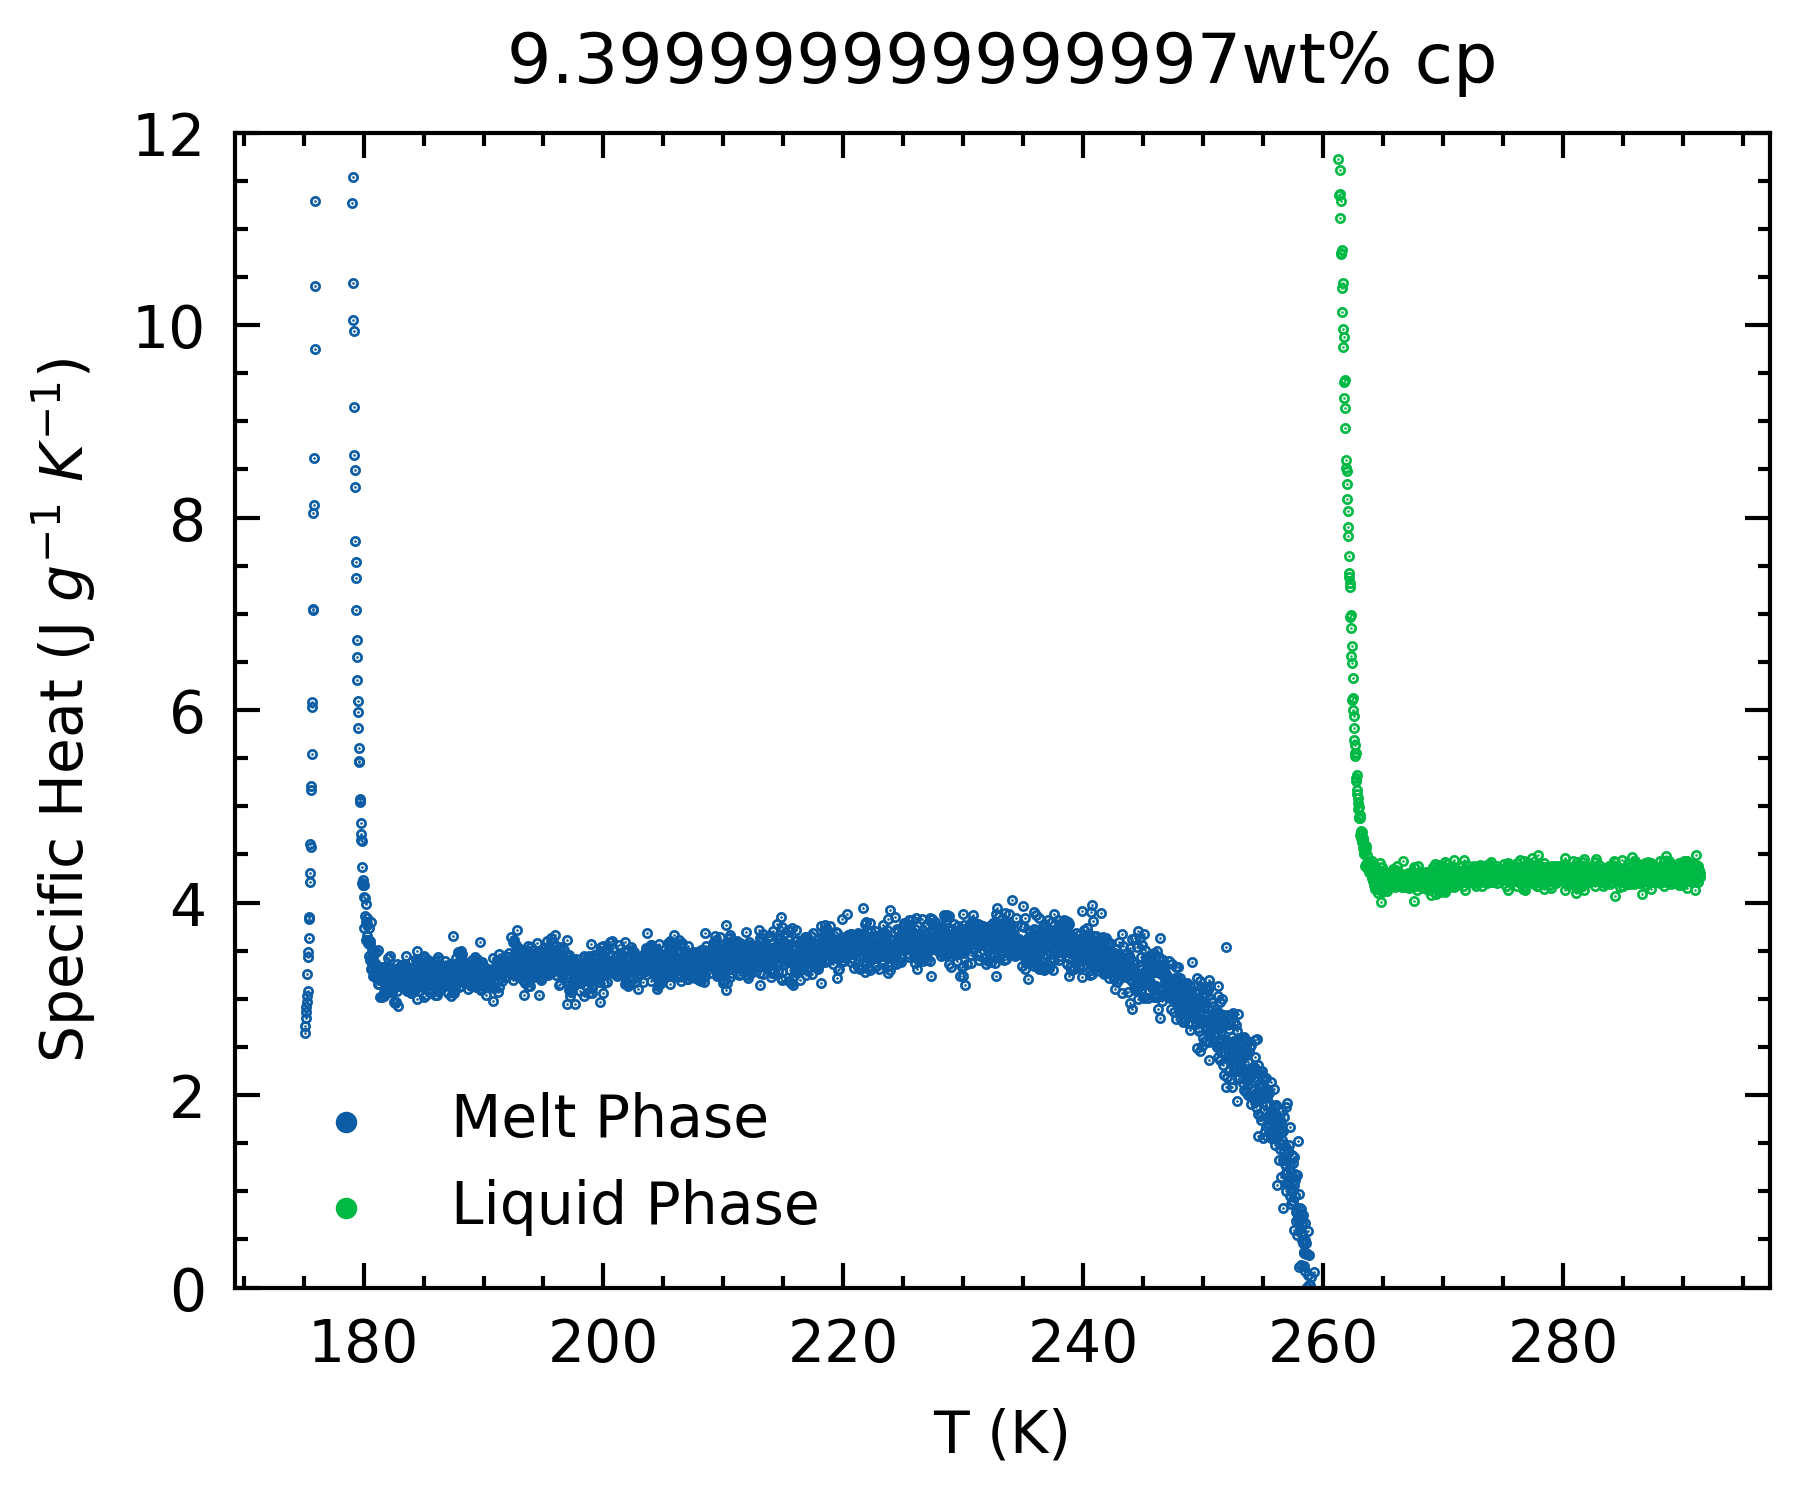 9.399999999999997wt% cp
12
10
8
6
4
2
0
Specific Heat (J g⁻¹ K⁻¹)
Melt Phase
Liquid Phase
180 200 220 240 260 280
T (K)